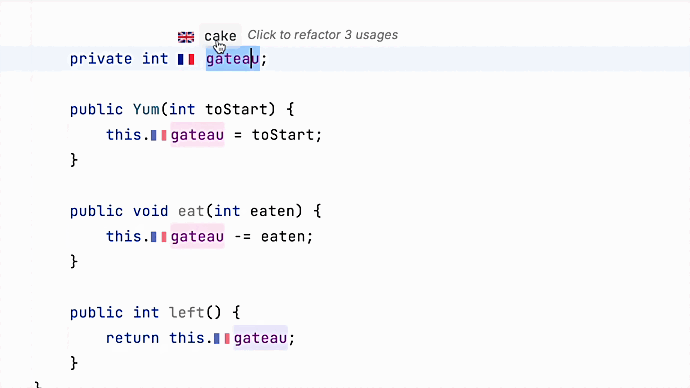 cake Click to refactor 3 usages
private int gateau;
public Yum(int toStart) {
this.gateau = toStart;
}
public void eat(int eaten) {
this.gateau -= eaten;
}
public int left() {
return this.gateau;
}
}